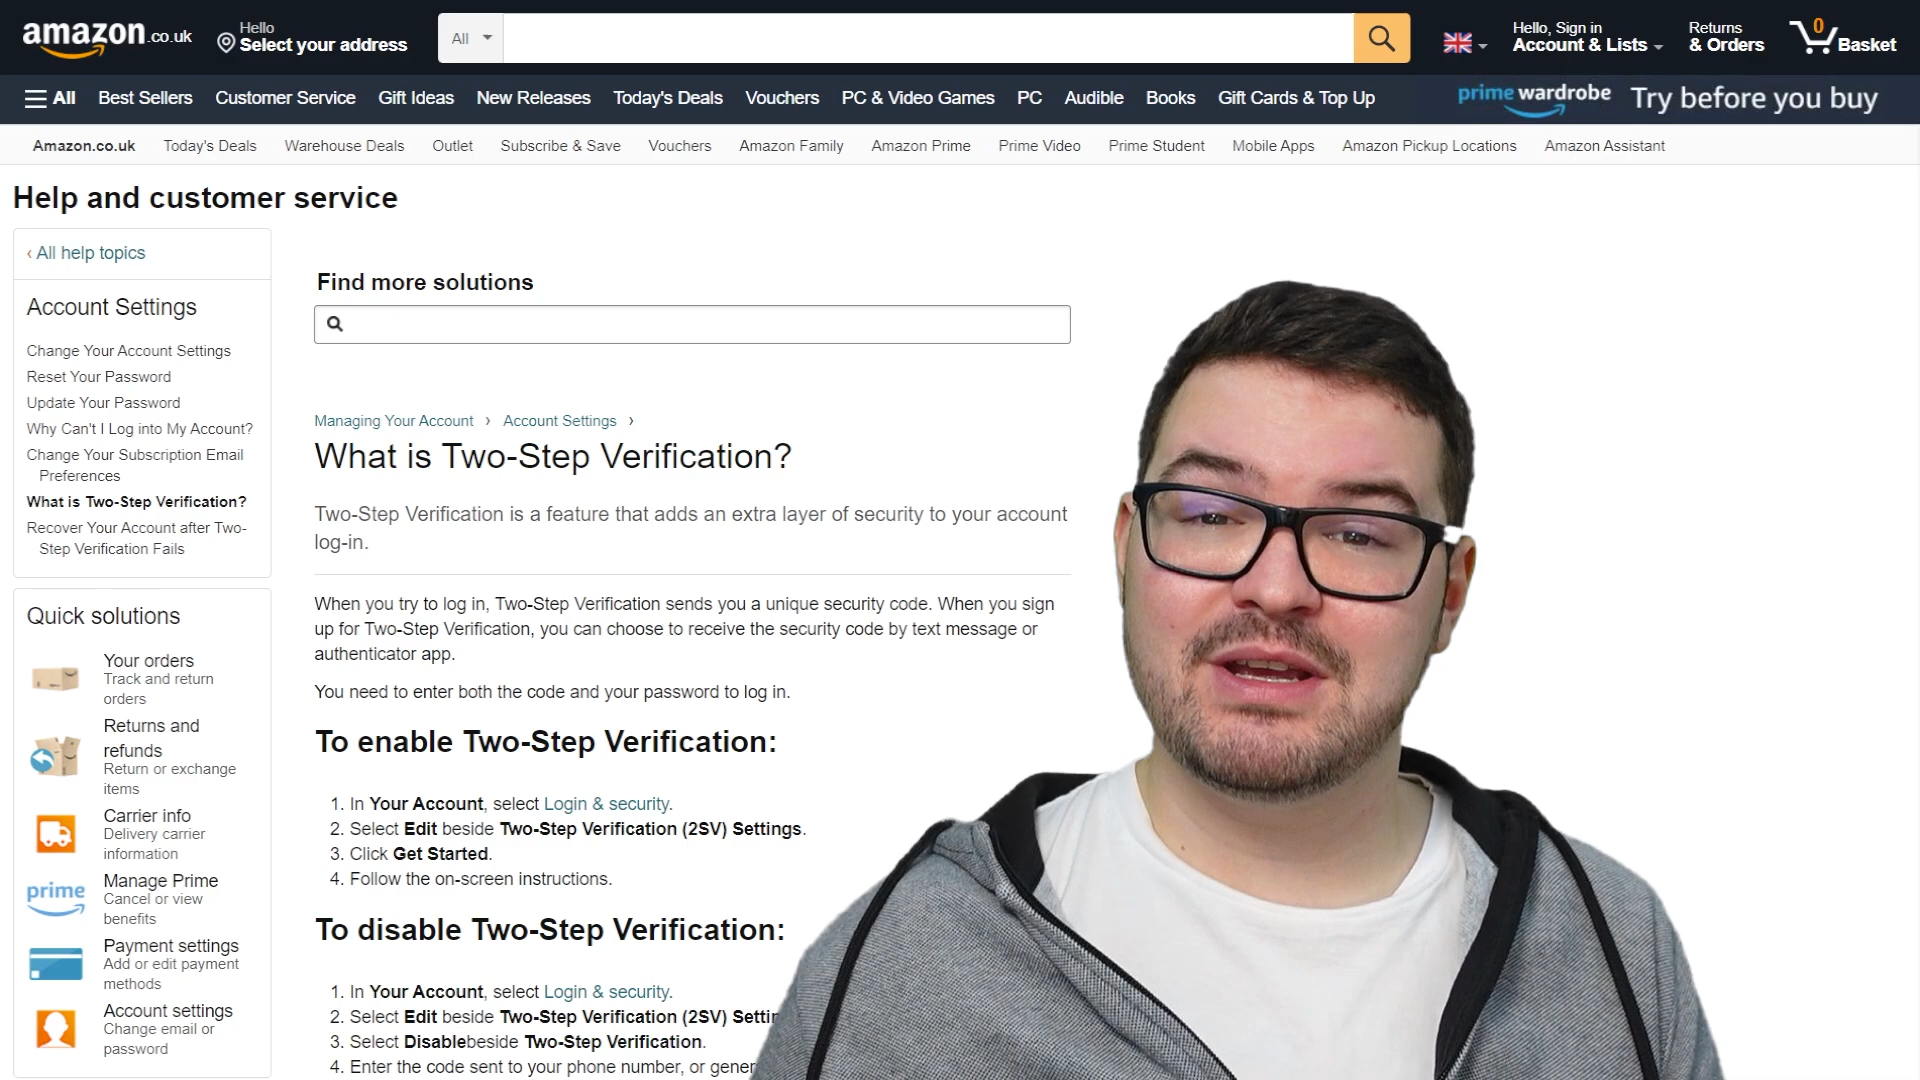 amazon.co.uk
Hello
Select your address
All
Hello, Sign in
Account & Lists
Returns
& Orders
0
Basket
All Best Sellers Customer Service Gift Ideas New Releases Today's Deals Vouchers PC & Video Games PC Audible Books Gift Cards & Top Up
prime wardrobe Try before you buy
Amazon.co.uk Today's Deals Warehouse Deals Outlet Subscribe & Save Vouchers Amazon Family Amazon Prime Prime Video Prime Student Mobile Apps Amazon Pickup Locations Amazon Assistant
Help and customer service
‹ All help topics
Account Settings
Change Your Account Settings
Reset Your Password
Update Your Password
Why Can't I Log into My Account?
Change Your Subscription Email
Preferences
What is Two-Step Verification?
Recover Your Account after Two-
Step Verification Fails
Quick solutions
Your orders
Track and return
orders
Returns and
refunds
Return or exchange
items
Carrier info
Delivery carrier
information
prime
Manage Prime
Cancel or view
benefits
Payment settings
Add or edit payment
methods
Account settings
Change email or
password
Find more solutions
Managing Your Account › Account Settings ›
What is Two-Step Verification?
Two-Step Verification is a feature that adds an extra layer of security to your account
log-in.
When you try to log in, Two-Step Verification sends you a unique security code. When you sign
up for Two-Step Verification, you can choose to receive the security code by text message or
authenticator app.
You need to enter both the code and your password to log in.
To enable Two-Step Verification:
1. In Your Account, select Login & security.
2. Select Edit beside Two-Step Verification (2SV) Settings.
3. Click Get Started.
4. Follow the on-screen instructions.
To disable Two-Step Verification:
1. In Your Account, select Login & security.
2. Select Edit beside Two-Step Verification (2SV)
3. Select Disablebeside Two-Step Verification.
4. Enter the code sent to your phone number, or